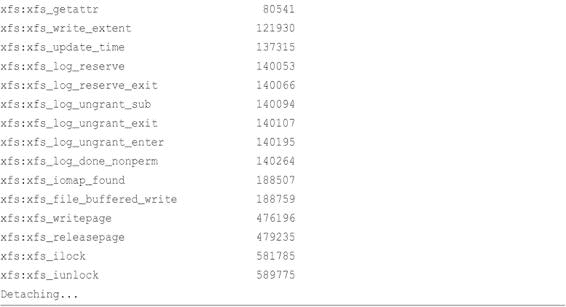 xfs:xfs_getattr 80541
xfs:xfs_write_extent 121930
xfs:xfs_update_time 137315
xfs:xfs_log_reserve 140053
xfs:xfs_log_reserve_exit 140066
xfs:xfs_log_ungrant_sub 140094
xfs:xfs_log_ungrant_exit 140107
xfs:xfs_log_ungrant_enter 140195
xfs:xfs_log_done_nonperm 140264
xfs:xfs_iomap_found 188507
xfs:xfs_file_buffered_write 188759
xfs:xfs_writepage 476196
xfs:xfs_releasepage 479235
xfs:xfs_ilock 581785
xfs:xfs_iunlock 589775
Detaching...